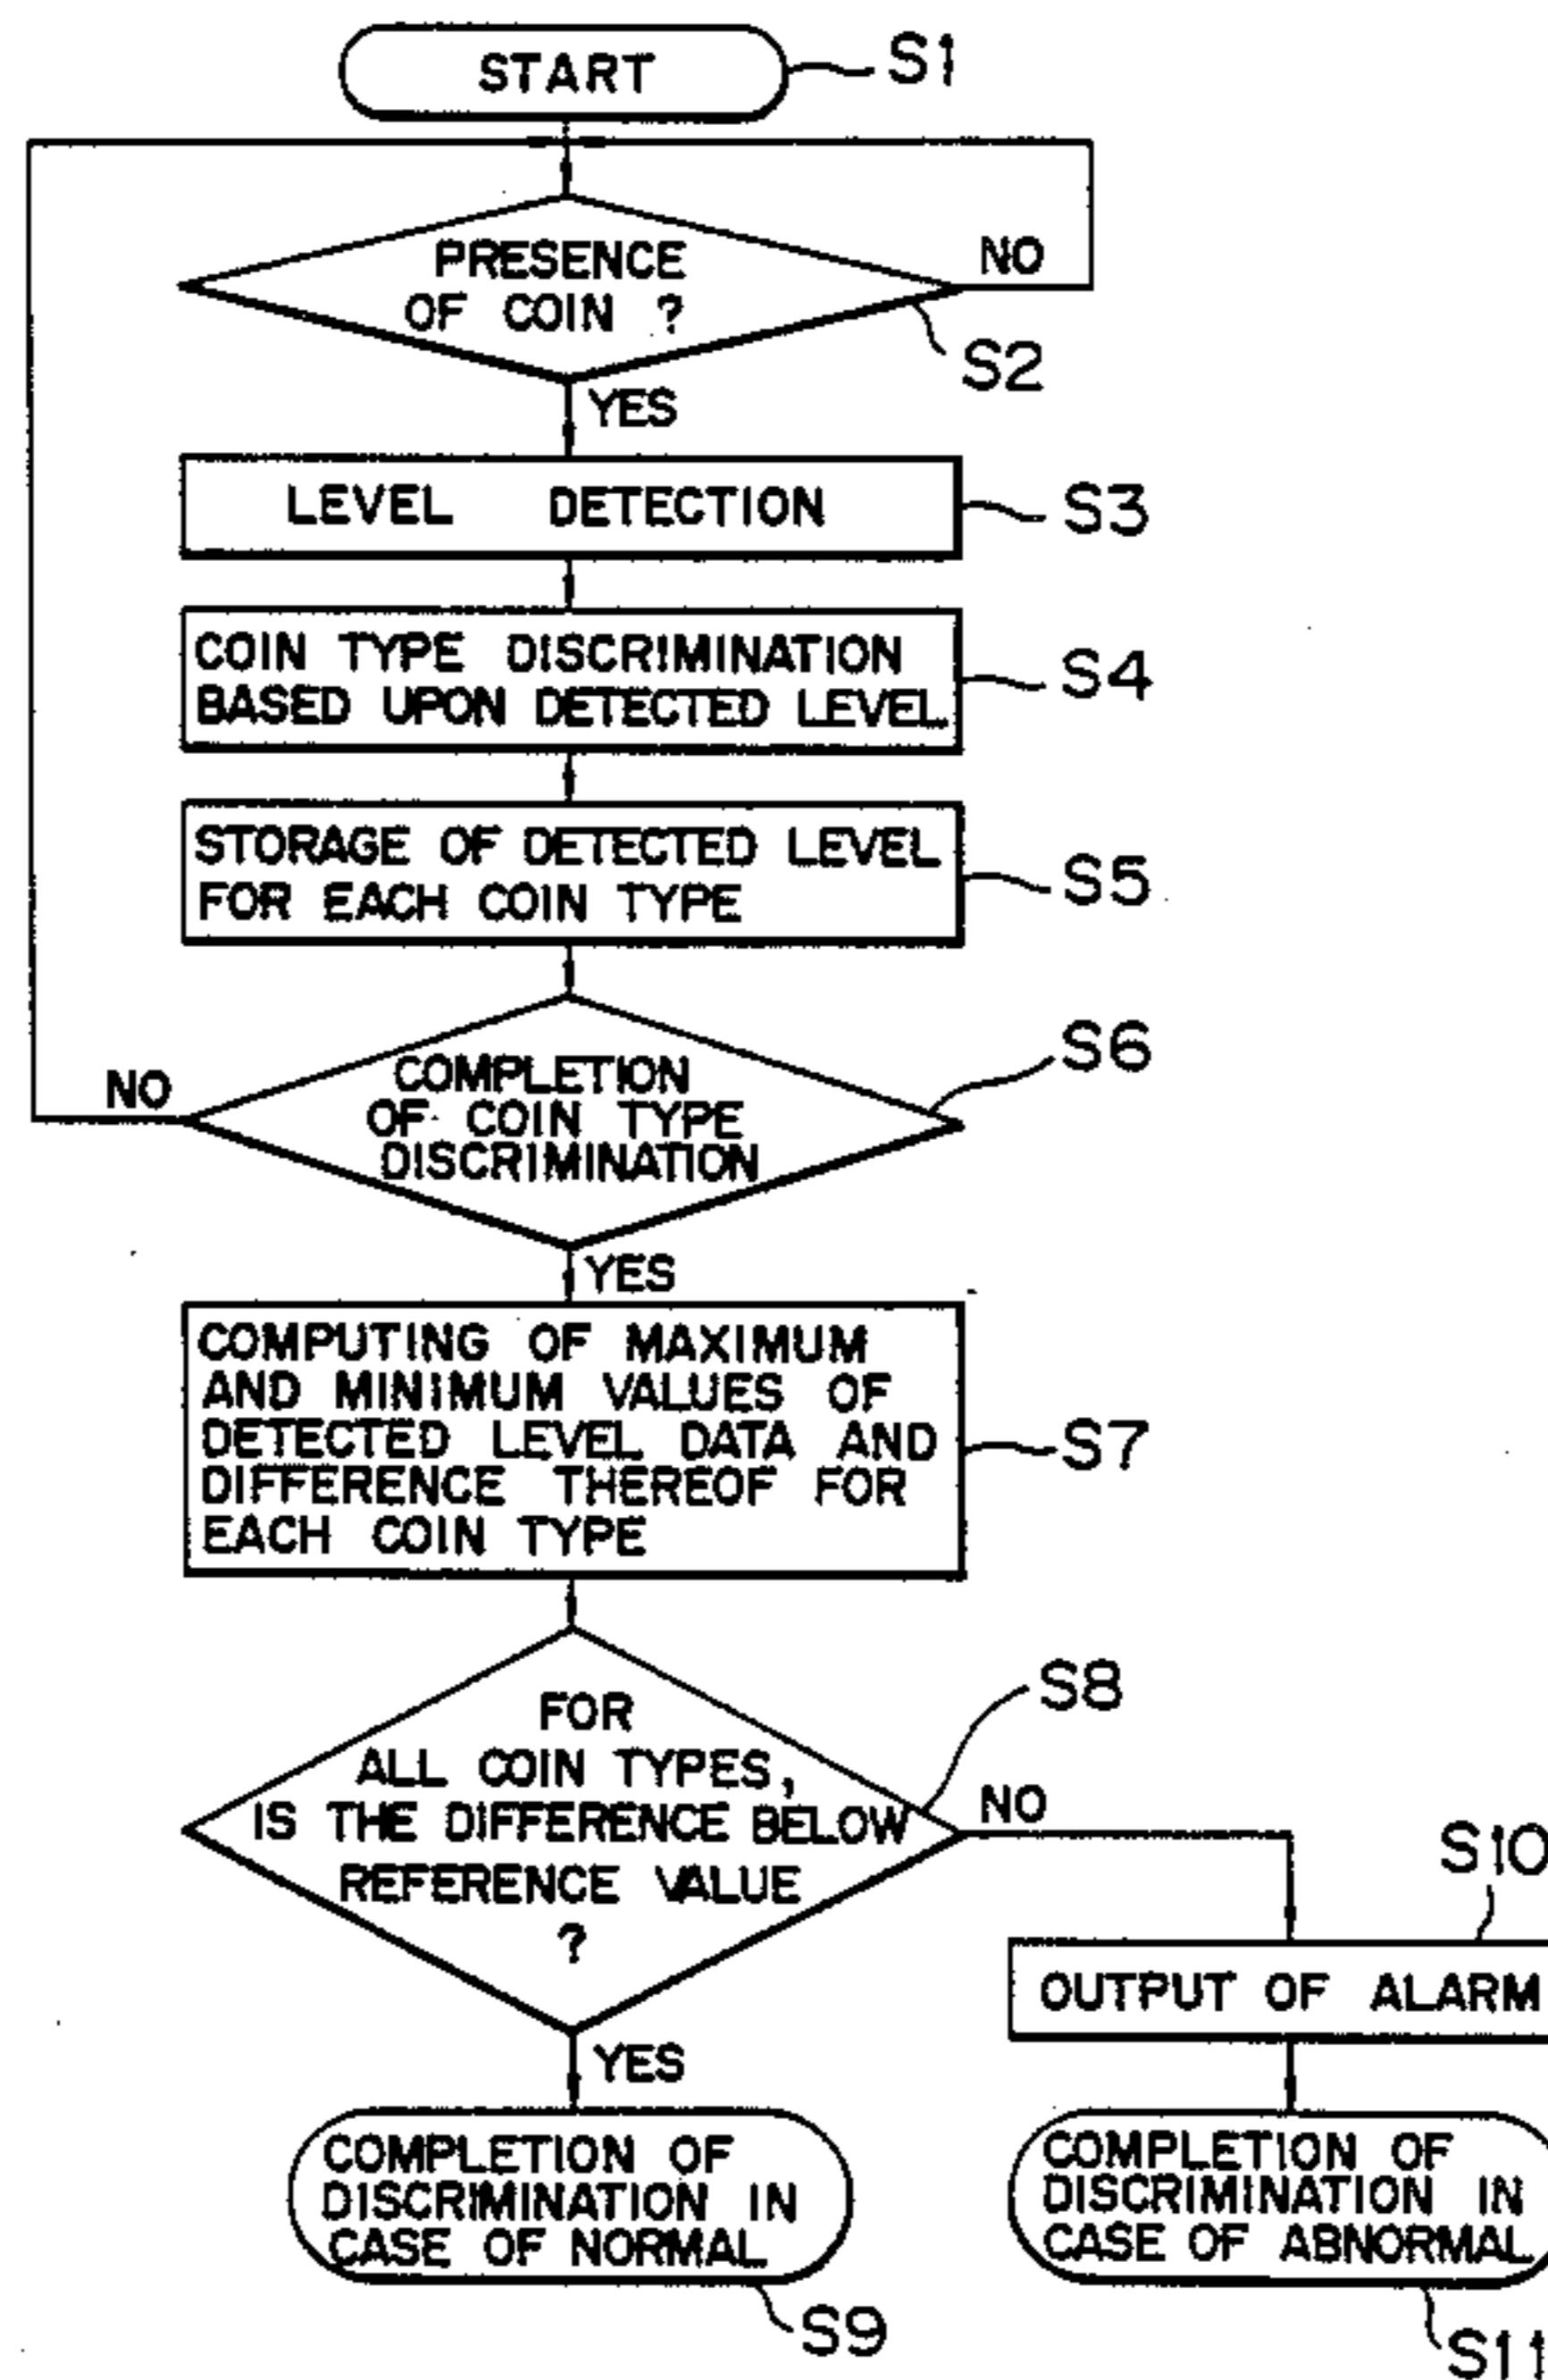 START
S1
PRESENCE
OF COIN ?
NO
S2
YES
LEVEL DETECTION
S3
COIN TYPE DISCRIMINATION
BASED UPON DETECTED LEVEL
S4
STORAGE OF DETECTED LEVEL
FOR EACH COIN TYPE
S5
COMPLETION
OF COIN TYPE
DISCRIMINATION
S6
NO
YES
COMPUTING OF MAXIMUM
AND MINIMUM VALUES OF
DETECTED LEVEL DATA AND
DIFFERENCE THEREOF FOR
EACH COIN TYPE
S7
FOR
ALL COIN TYPES,
IS THE DIFFERENCE BELOW
REFERENCE VALUE
?
S8
NO
S10
OUTPUT OF ALARM
YES
COMPLETION OF
DISCRIMINATION IN
CASE OF NORMAL
S9
COMPLETION OF
DISCRIMINATION IN
CASE OF ABNORMAL
S11